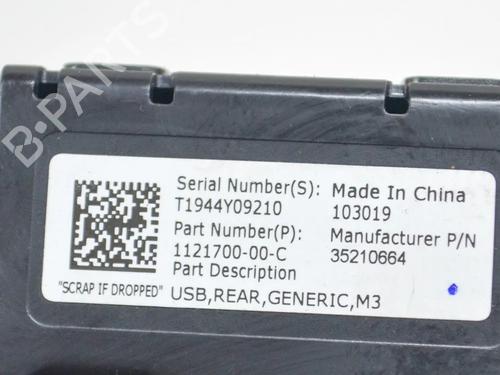 B-PARTS
Serial Number(S):
T1944Y09210
Part Number(P):
1121700-00-C
Part Description
USB,REAR,GENERIC,M3
Made In China
103019
Manufacturer P/N
35210664
"SCRAP IF DROPPED"